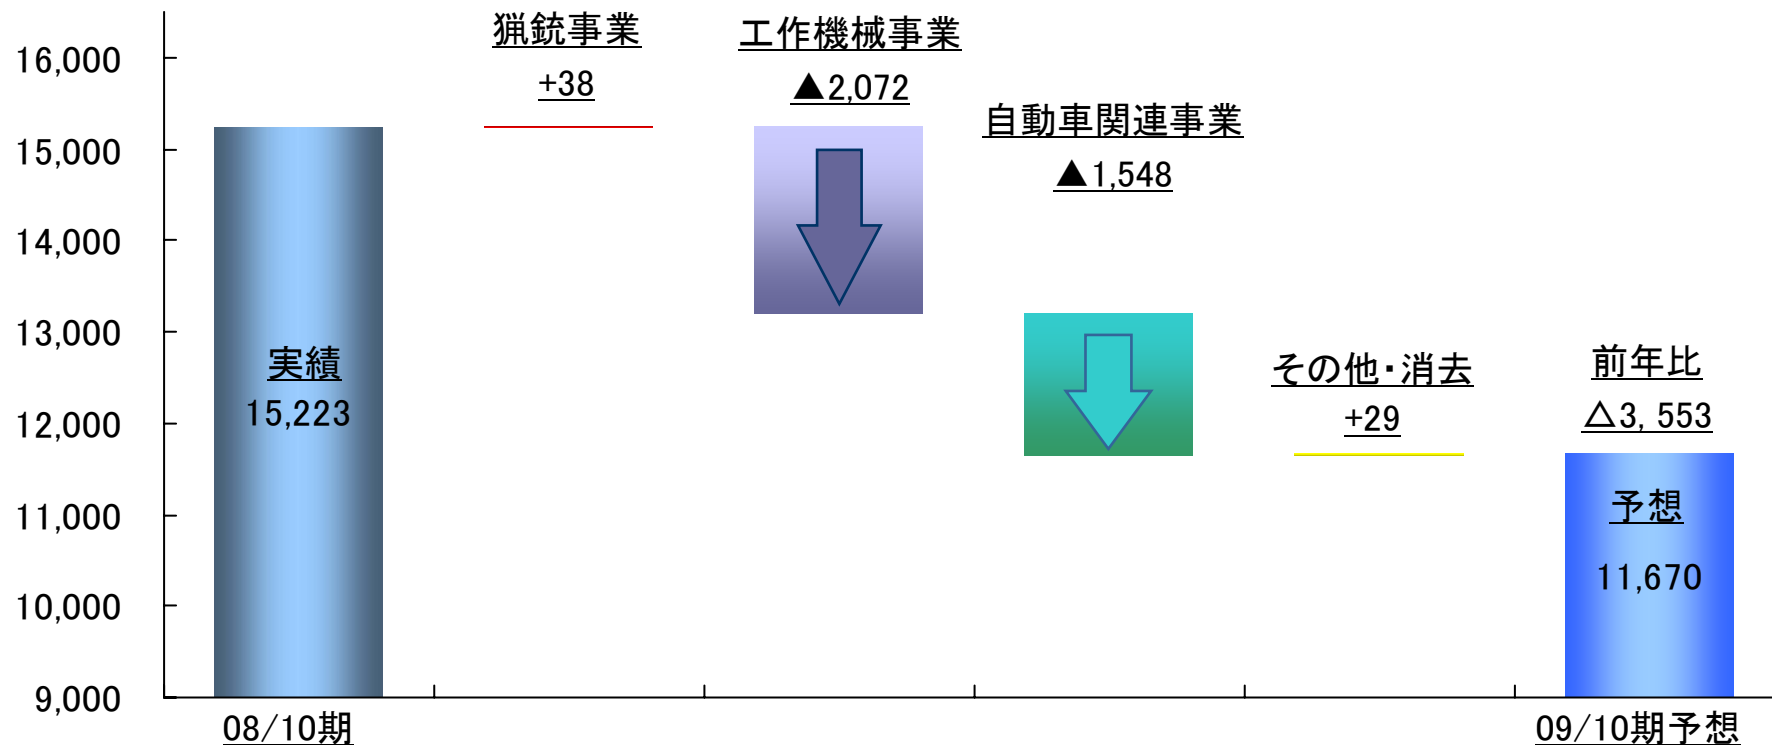 16,000
15,000
14,000
13,000
12,000
11,000
10,000
9,000
実績
15,223
08/10期
猟銃事業
+38
工作機械事業
▲2,072
自動車関連事業
▲1,548
その他・消去
+29
前年比
△3,553
予想
11,670
09/10期予想